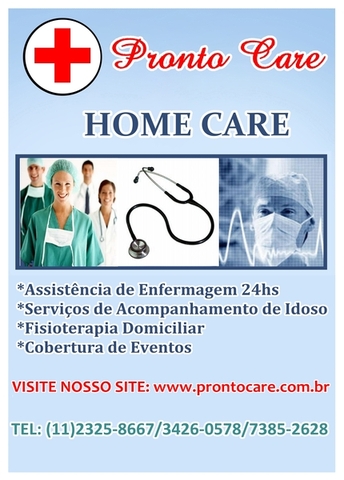 Pronto Care
HOME CARE
*Assistência de Enfermagem 24hs
*Serviços de Acompanhamento de Idoso
*Fisioterapia Domiciliar
*Cobertura de Eventos
VISITE NOSSO SITE: www.prontocare.com.br
TEL: (11)2325-8667/3426-0578/7385-2628